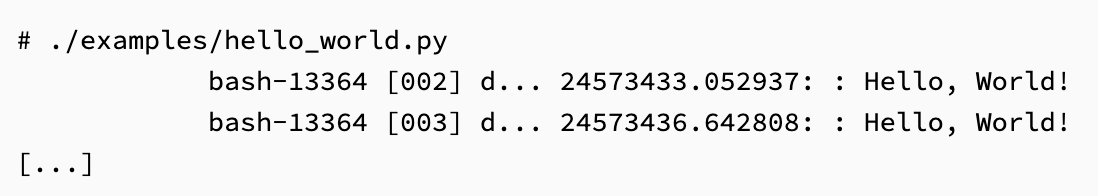 # ./examples/hello_world.py
            bash-13364 [002] d... 24573433.052937: : Hello, World!
            bash-13364 [003] d... 24573436.642808: : Hello, World!
[...]